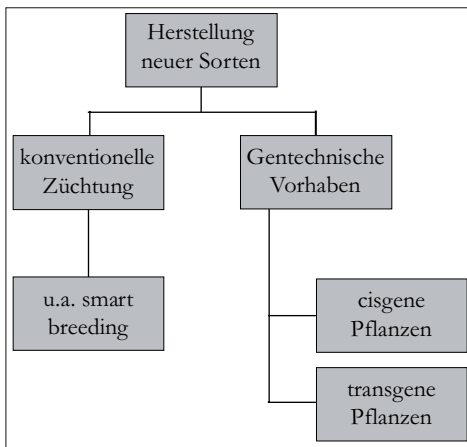 Herstellung
neuer Sorten
konventionelle
Züchtung
Gentechnische
Vorhaben
u.a. smart
breeding
cisgene
Pflanzen
transgene
Pflanzen